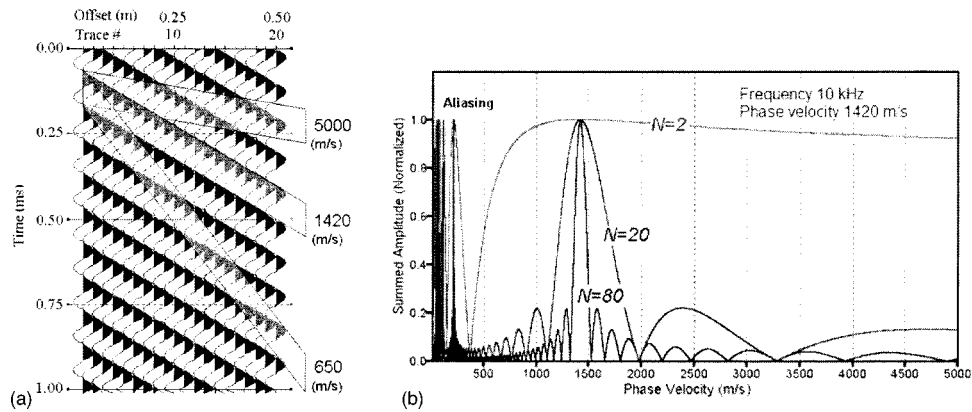 Offset (m) 0.25 0.50
Trace # 10 20
0.00
0.25
0.50
0.75
1.00
Time (ms)
5000
(m/s)
1420
(m/s)
650
(m/s)
(a)
Aliasing
Frequency 10 kHz
Phase velocity 1420 m/s
N=2
N=20
N=80
1.0
0.8
0.6
0.4
0.2
0.0
Summed Amplitude (Normalized)
500 1000 1500 2000 2500 3000 3500 4000 4500 5000
Phase Velocity (m/s)
(b)